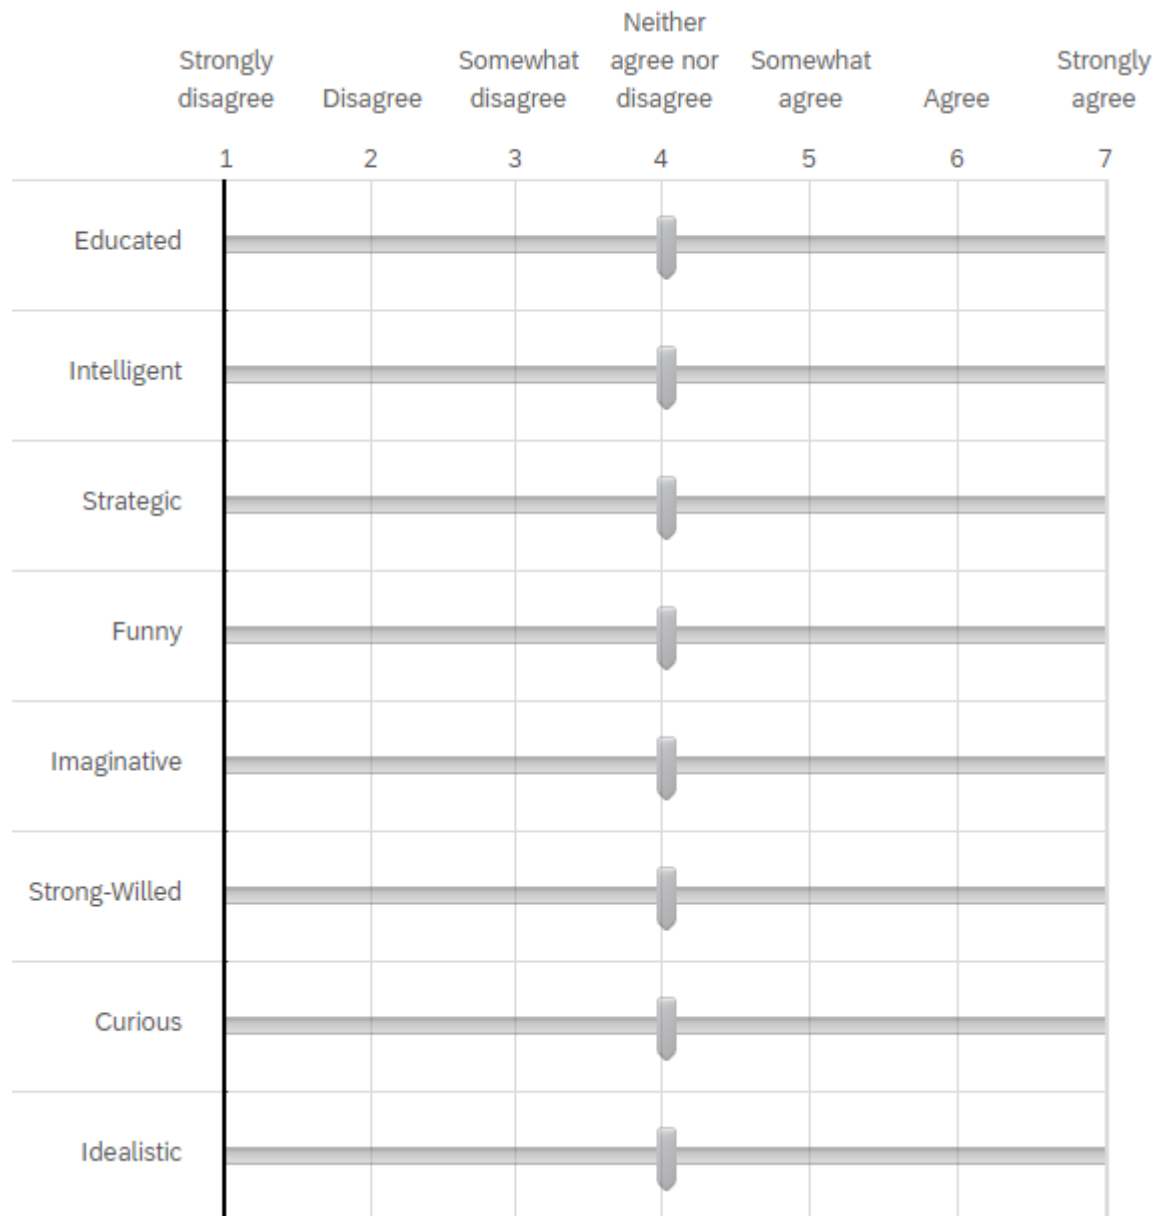 Strongly disagree
Disagree
Somewhat disagree
Neither agree nor disagree
Somewhat agree
Agree
Strongly agree
1 2 3 4 5 6 7
Educated
Intelligent
Strategic
Funny
Imaginative
Strong-Willed
Curious
Idealistic